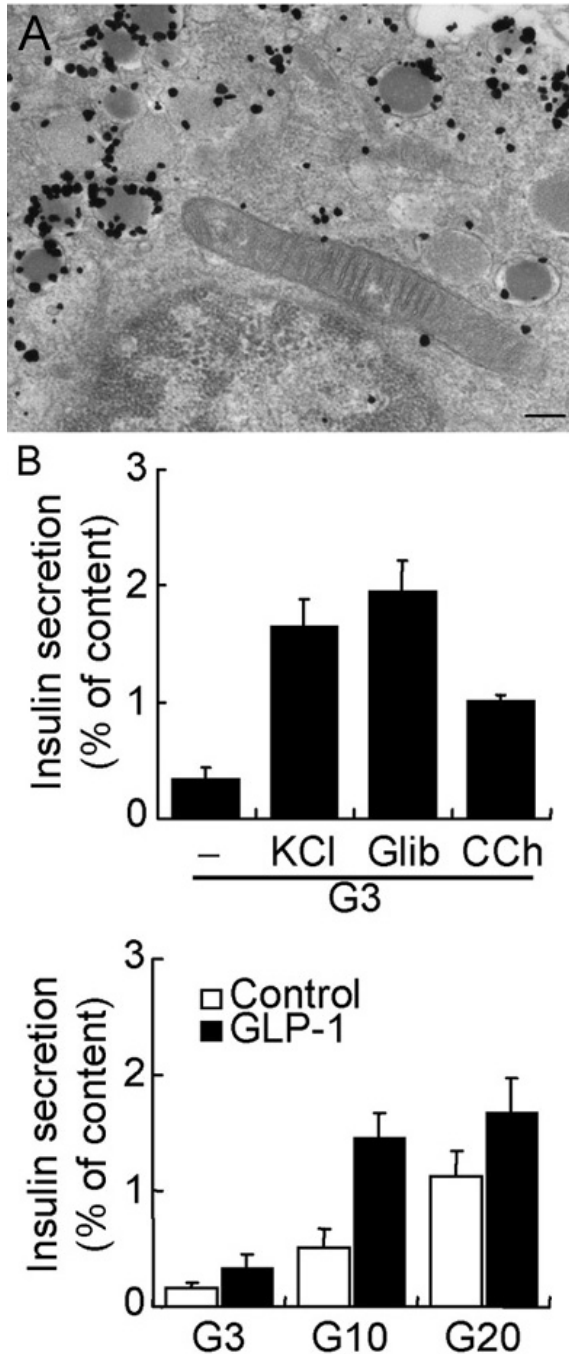 A
B
Insulin secretion
(% of content)
3
2
1
0
– KCl Glib CCh
G3
Insulin secretion
(% of content)
3
2
1
0
Control
GLP-1
G3 G10 G20